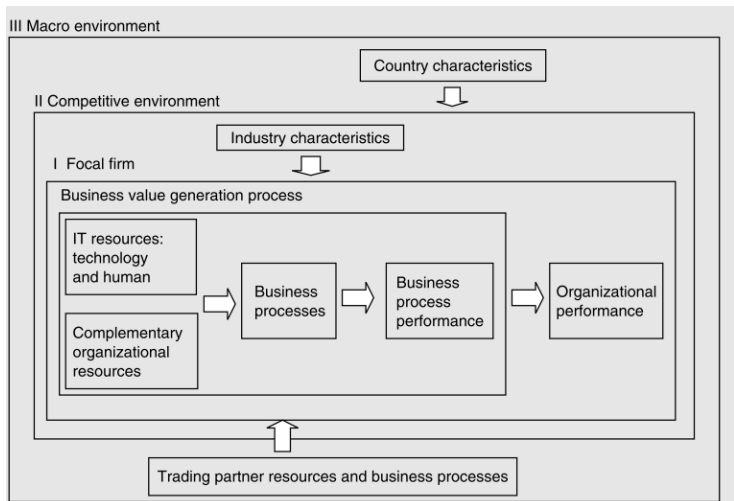 III Macro environment
Country characteristics
II Competitive environment
Industry characteristics
I Focal firm
Business value generation process
IT resources:
technology
and human
Complementary
organizational
resources
Business
processes
Business
process
performance
Organizational
performance
Trading partner resources and business processes